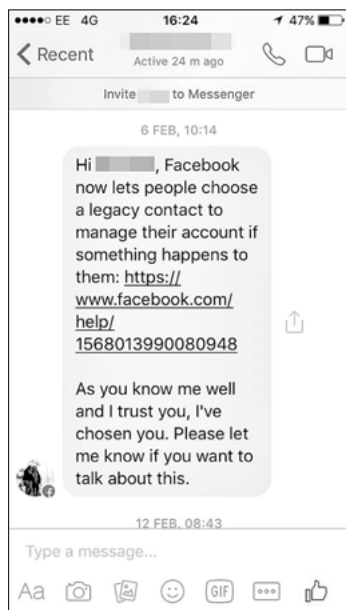 EE 4G 16:24 47%
Recent
Active 24 m ago
Invite to Messenger
6 FEB, 10:14
Hi , Facebook
now lets people choose
a legacy contact to
manage their account if
something happens to
them: https://
www.facebook.com/
help/
1568013990080948
As you know me well
and I trust you, I've
chosen you. Please let
me know if you want to
talk about this.
12 FEB, 08:43
Type a message...
Aa GIF